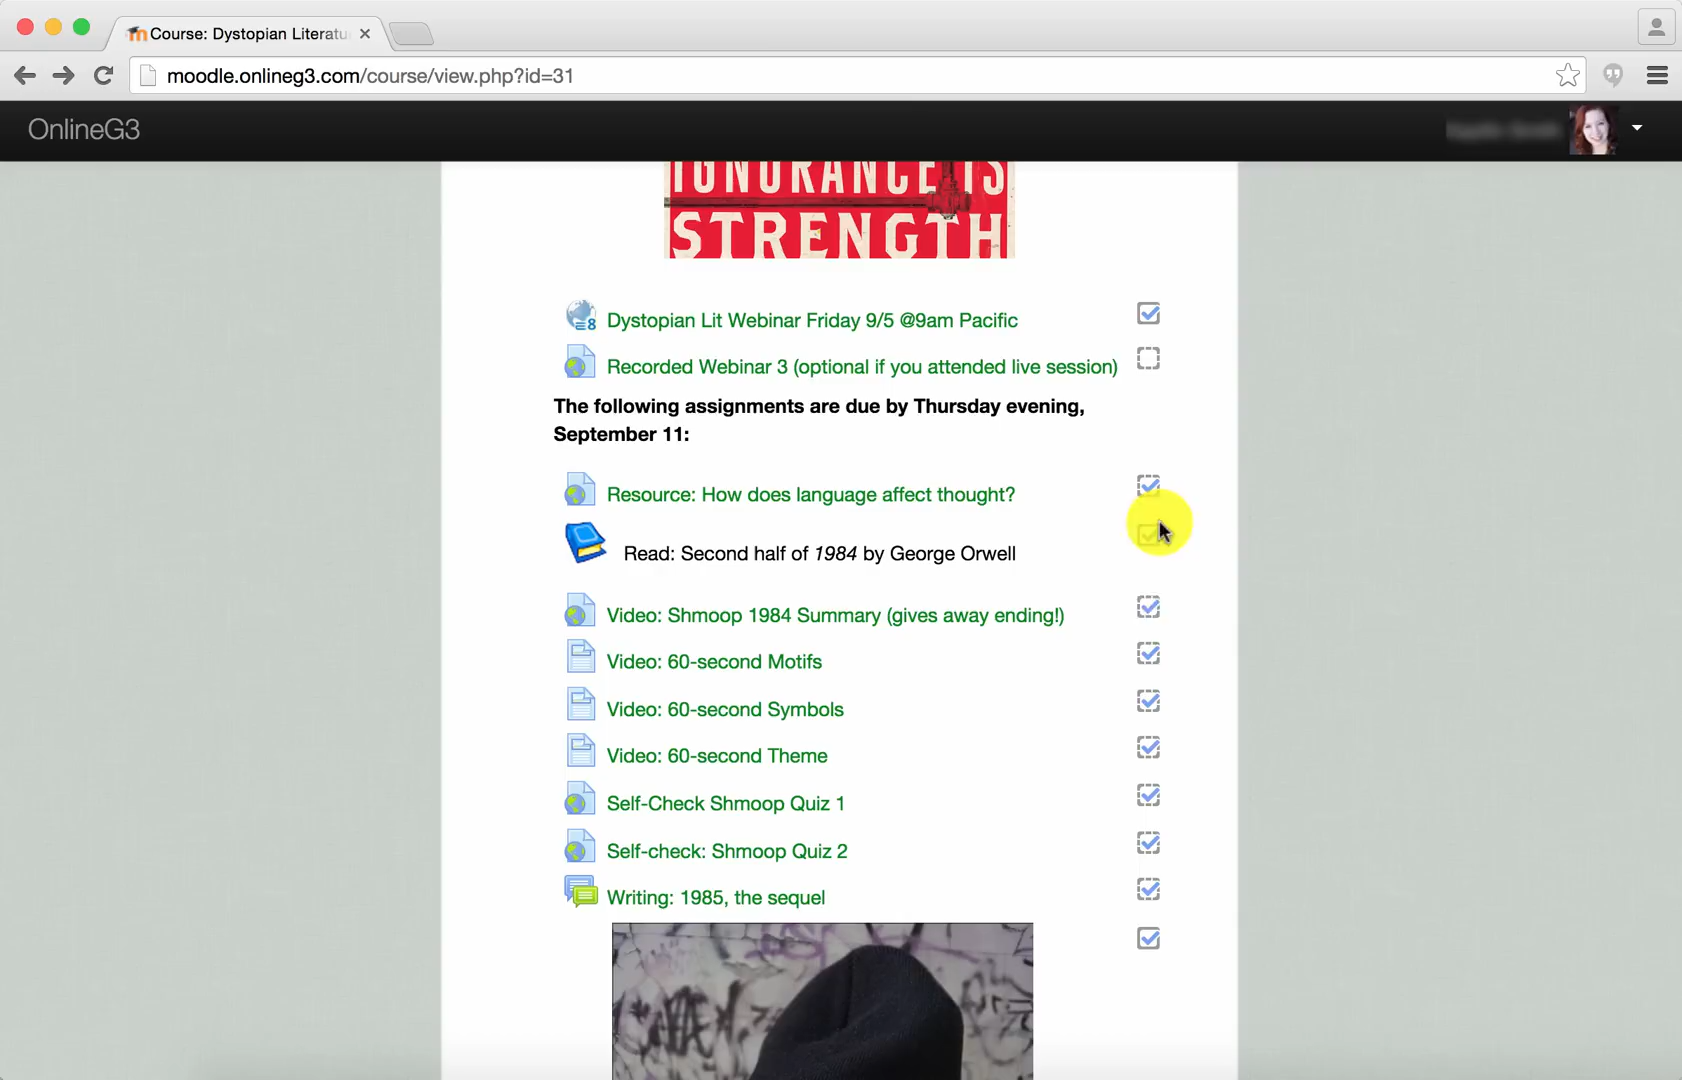 Course: Dystopian Literatu
moodle.onlineg3.com/course/view.php?id=31
OnlineG3
IGNORANCE IS
STRENGTH
Dystopian Lit Webinar Friday 9/5 @9am Pacific
Recorded Webinar 3 (optional if you attended live session)
The following assignments are due by Thursday evening,
September 11:
Resource: How does language affect thought?
Read: Second half of 1984 by George Orwell
Video: Shmoop 1984 Summary (gives away ending!)
Video: 60-second Motifs
Video: 60-second Symbols
Video: 60-second Theme
Self-Check Shmoop Quiz 1
Self-check: Shmoop Quiz 2
Writing: 1985, the sequel